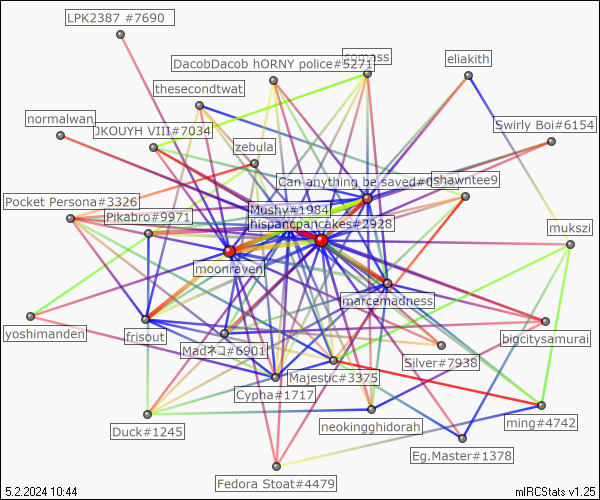 LPK2387 #7690
DacobDacob hORNY police#5271
eliakith
thesecondtwat
normalwan
JKOUYH VIII#7034
Swirly Boi#6154
zebula
Can anything be saved#0
shawntee9
Pocket Persona#3326
Pikabro#9971
Mushy#1984
hispancpancakes#2928
mukszi
moonraven
marcemadness
yoshimanden
frisout
Madネコ#6901
bigcitysamurai
Silver#7938
Majestic#3375
Cypha#1717
Duck#1245
neokingghidorah
ming#4742
Eg.Master#1378
Fedora Stoat#4479
5.2.2024 10:44
mIRCStats v1.25